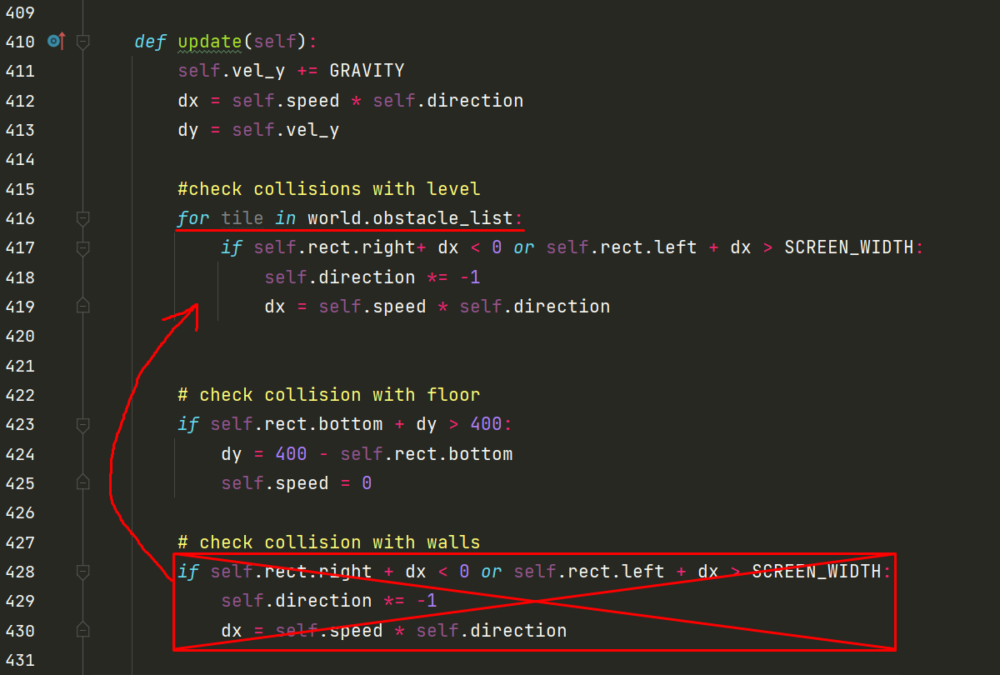 409
410 def update(self):
411 self.vel_y += GRAVITY
412 dx = self.speed * self.direction
413 dy = self.vel_y
414
415 #check collisions with level
416 for tile in world.obstacle_list:
417 if self.rect.right+ dx < 0 or self.rect.left + dx > SCREEN_WIDTH:
418 self.direction *= -1
419 dx = self.speed * self.direction
420
421
422 # check collision with floor
423 if self.rect.bottom + dy > 400:
424 dy = 400 - self.rect.bottom
425 self.speed = 0
426
427 # check collision with walls
428 if self.rect.right + dx < 0 or self.rect.left + dx > SCREEN_WIDTH:
429 self.direction *= -1
430 dx = self.speed * self.direction
431